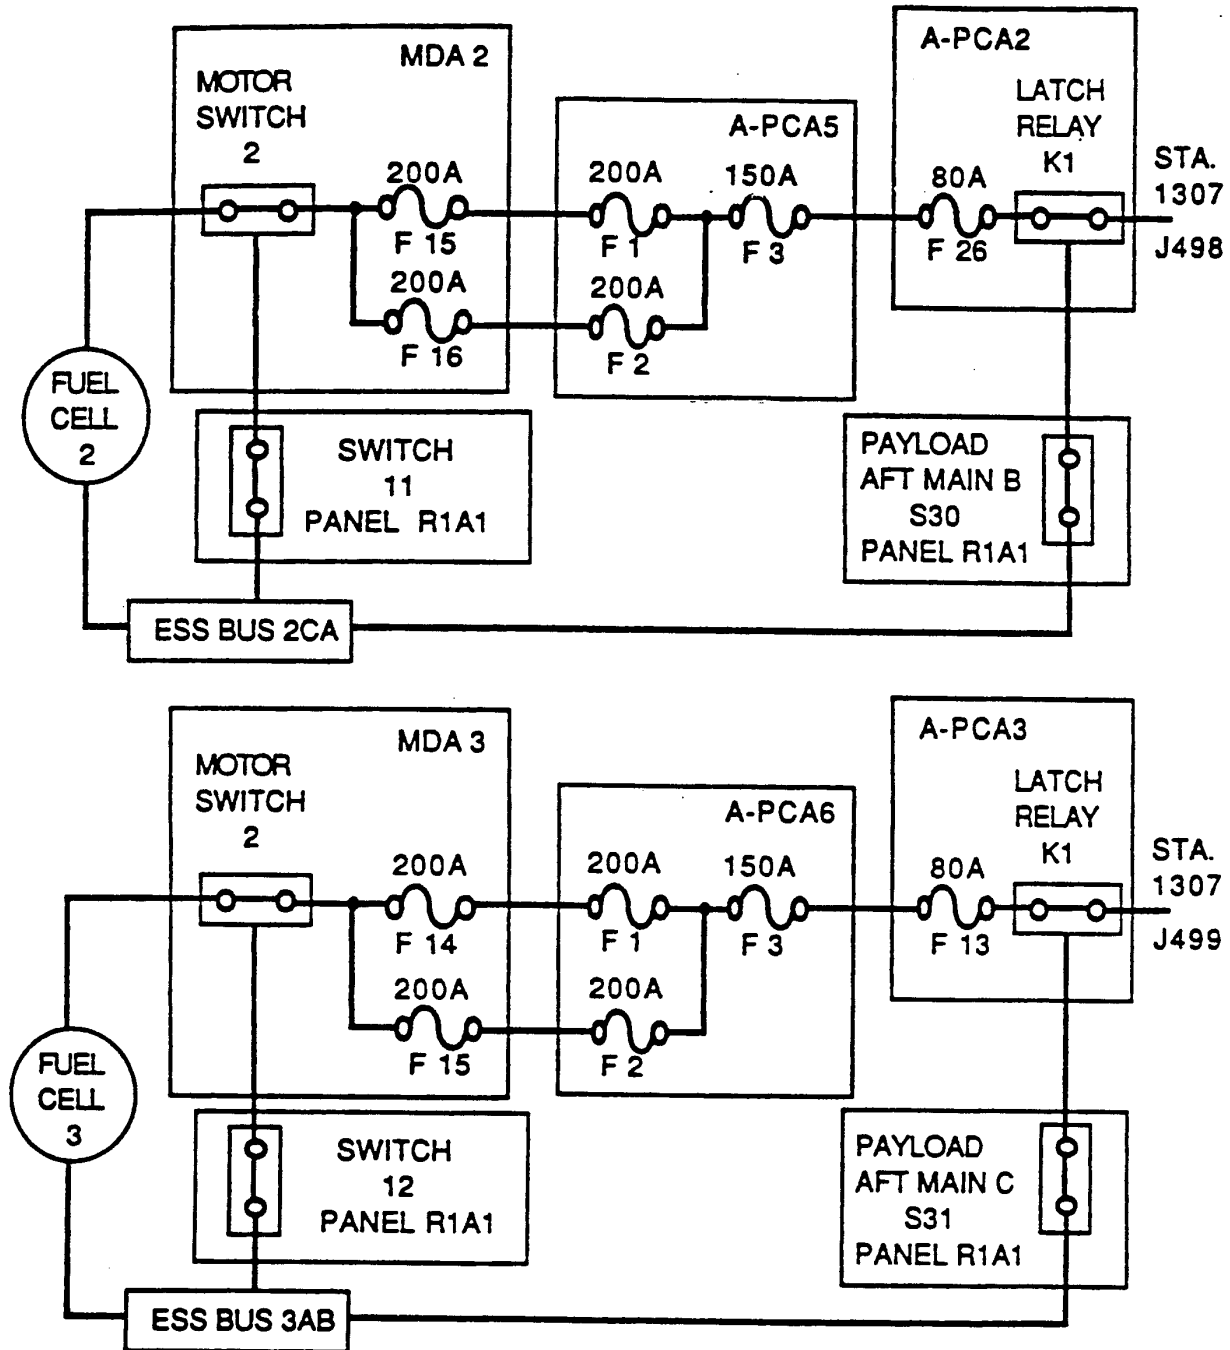 MDA 2
MOTOR
SWITCH
2
200A
F 15
200A
F 16
A-PCA5
200A
F 1
150A
F 3
200A
F 2
A-PCA2
LATCH
RELAY
K1
80A
F 26
STA.
1307
J498
FUEL
CELL
2
SWITCH
11
PANEL R1A1
PAYLOAD
AFT MAIN B
S30
PANEL R1A1
ESS BUS 2CA
MDA 3
MOTOR
SWITCH
2
200A
F 14
200A
F 15
A-PCA6
200A
F 1
150A
F 3
200A
F 2
A-PCA3
LATCH
RELAY
K1
80A
F 13
STA.
1307
J499
FUEL
CELL
3
SWITCH
12
PANEL R1A1
PAYLOAD
AFT MAIN C
S31
PANEL R1A1
ESS BUS 3AB